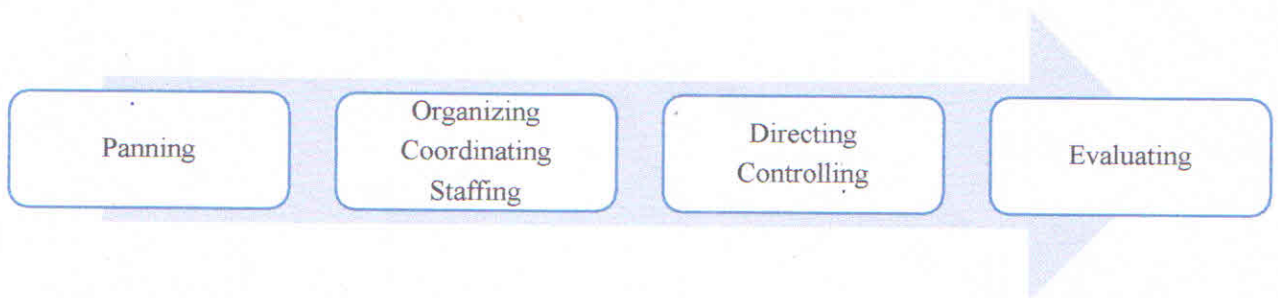 Panning
Organizing
Coordinating
Staffing
Directing
Controlling
Evaluating